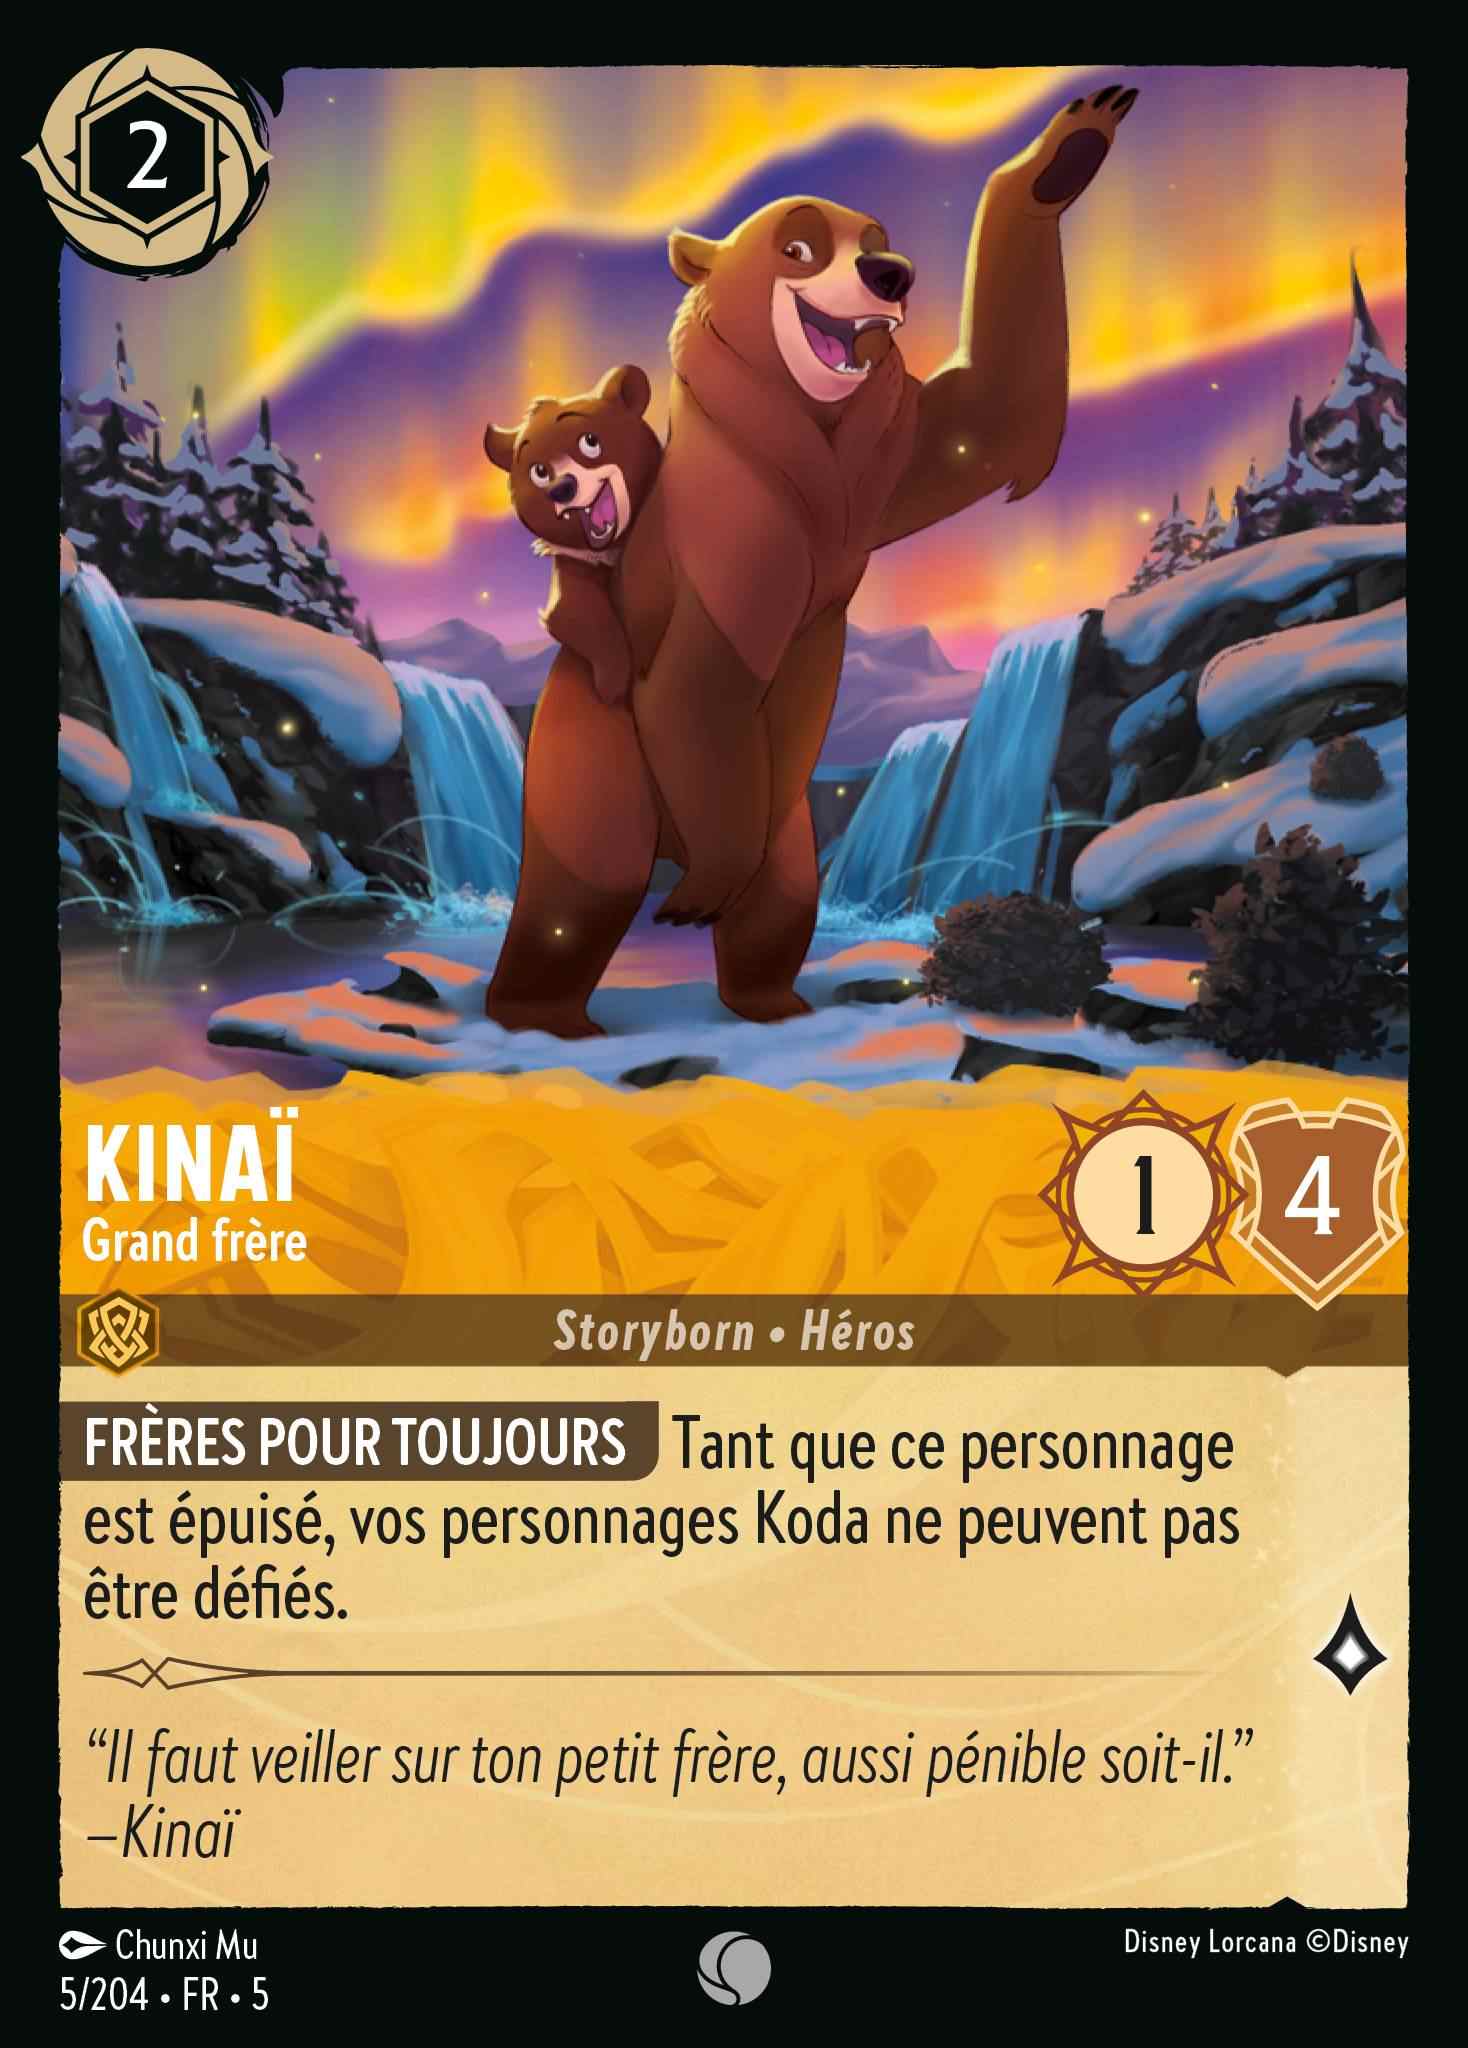 2
KINAÏ
Grand frère
1
4
Storyborn • Héros
FRÈRES POUR TOUJOURS Tant que ce personnage
est épuisé, vos personnages Koda ne peuvent pas
être défiés.
“Il faut veiller sur ton petit frère, aussi pénible soit-il.”
–Kinaï
Chunxi Mu
Disney Lorcana ©Disney
5/204 • FR • 5